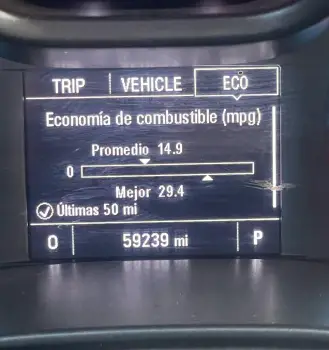 TRIP VEHICLE ECO
Economía de combustible (mpg)
Promedio 14.9
0
Mejor 29.4
Últimas 50 mi
O 59239 mi P